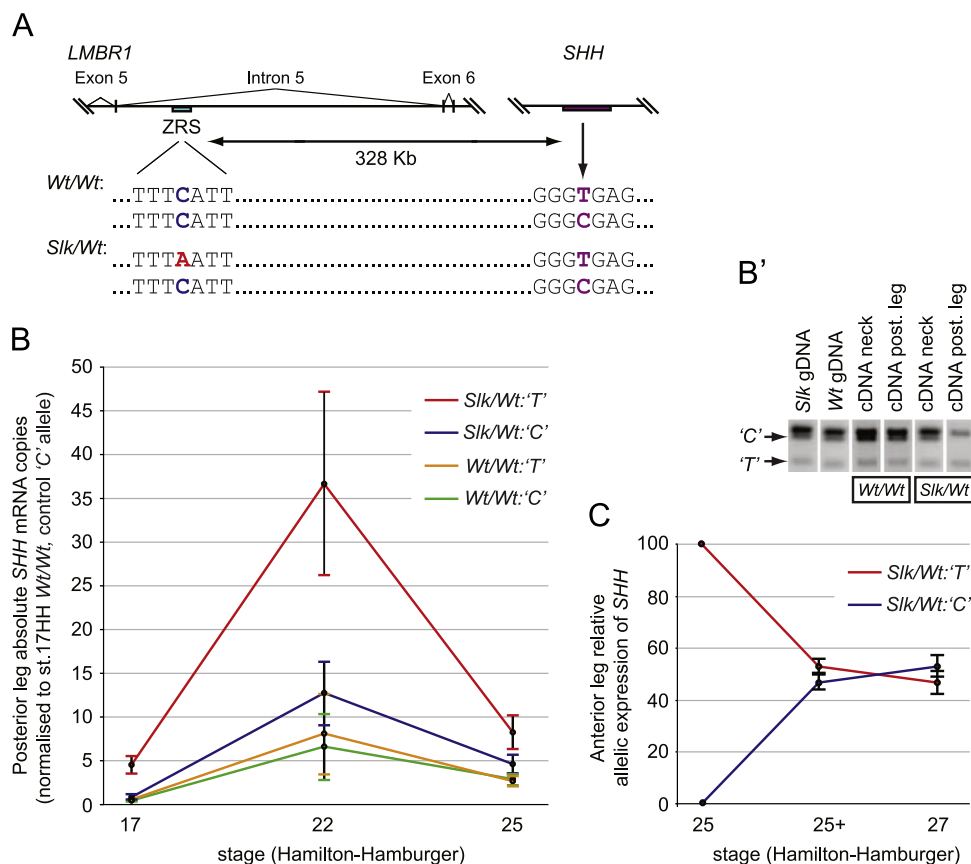 A
LMBR1
SHH
Exon 5
Intron 5
Exon 6
ZRS
328 Kb
Wt/Wt:
...TTTCATT.......................................GGGTGAG...
...TTTCATT.......................................GGGCGAG...
Slk/Wt:
...TTTAATT.......................................GGGTGAG...
...TTTCATT.......................................GGGCGAG...
B
Posterior leg absolute SHH mRNA copies
(normalised to st.17HH Wt/Wt, control ‘C’ allele)
50
45
40
35
30
25
20
15
10
5
0
17
22
25
stage (Hamilton-Hamburger)
Slk/Wt:‘T’
Slk/Wt:‘C’
Wt/Wt:‘T’
Wt/Wt:‘C’
B’
Slk gDNA
Wt gDNA
cDNA neck
cDNA post. leg
cDNA neck
cDNA post. leg
‘C’
‘T’
Wt/Wt
Slk/Wt
C
Anterior leg relative
allelic expression of SHH
100
80
60
40
20
0
25
25+
27
stage (Hamilton-Hamburger)
Slk/Wt:‘T’
Slk/Wt:‘C’